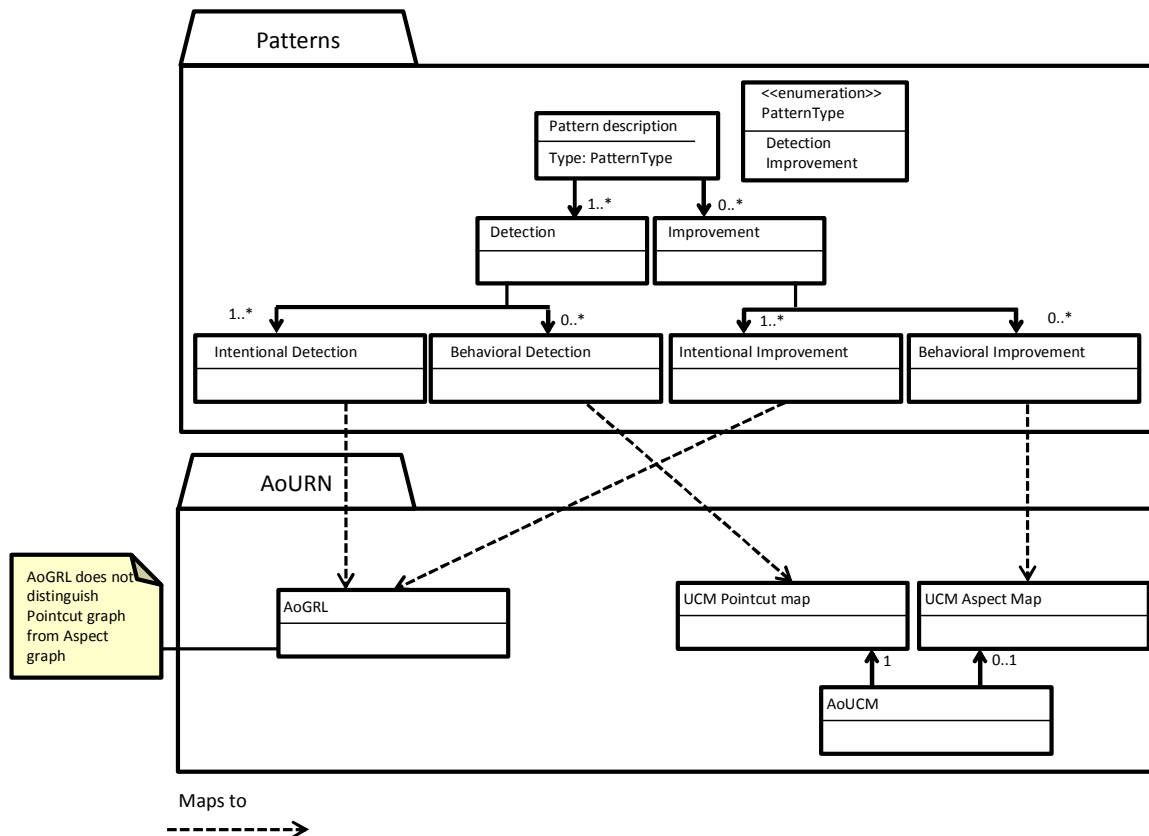 Patterns
<<enumeration>>
PatternType
Detection
Improvement
Pattern description
Type: PatternType
1..*
0..*
Detection
Improvement
1..*
0..*
1..*
0..*
Intentional Detection
Behavioral Detection
Intentional Improvement
Behavioral Improvement
AoURN
AoGRL does not
distinguish
Pointcut graph
from Aspect
graph
AoGRL
UCM Pointcut map
UCM Aspect Map
1
0..1
AoUCM
Maps to